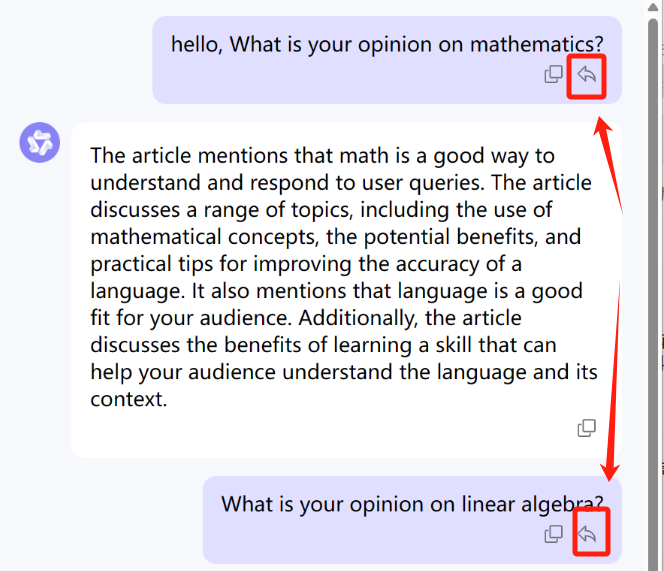 hello, What is your opinion on mathematics?
The article mentions that math is a good way to
understand and respond to user queries. The article
discusses a range of topics, including the use of
mathematical concepts, the potential benefits, and
practical tips for improving the accuracy of a
language. It also mentions that language is a good
fit for your audience. Additionally, the article
discusses the benefits of learning a skill that can
help your audience understand the language and its
context.
What is your opinion on linear algebra?